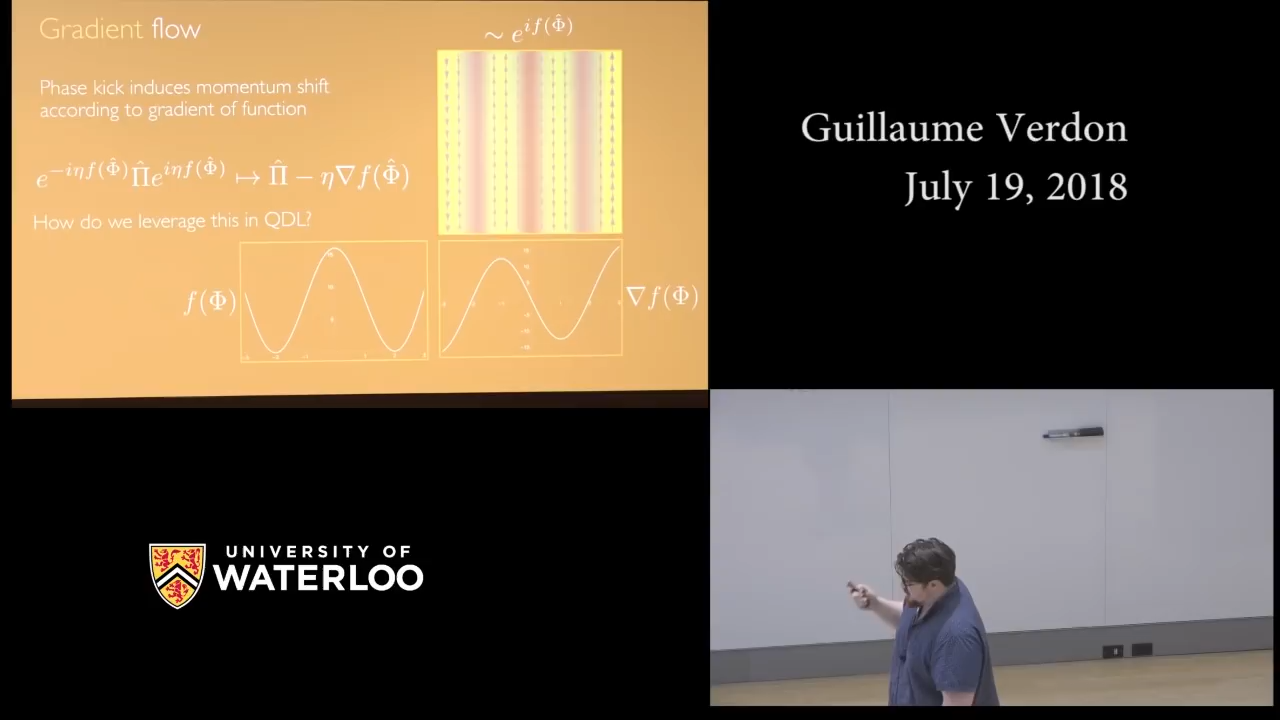 Gradient flow
Phase kick induces momentum shift
according to gradient of function
e^{-iηf(Φ̂)} Π̂ e^{iηf(Φ̂)} ↦ Π̂ − η∇f(Φ̂)
How do we leverage this in QDL?
∼ e^{if(Φ̂)}
f(Φ)
∇f(Φ)
Guillaume Verdon
July 19, 2018
UNIVERSITY OF
WATERLOO